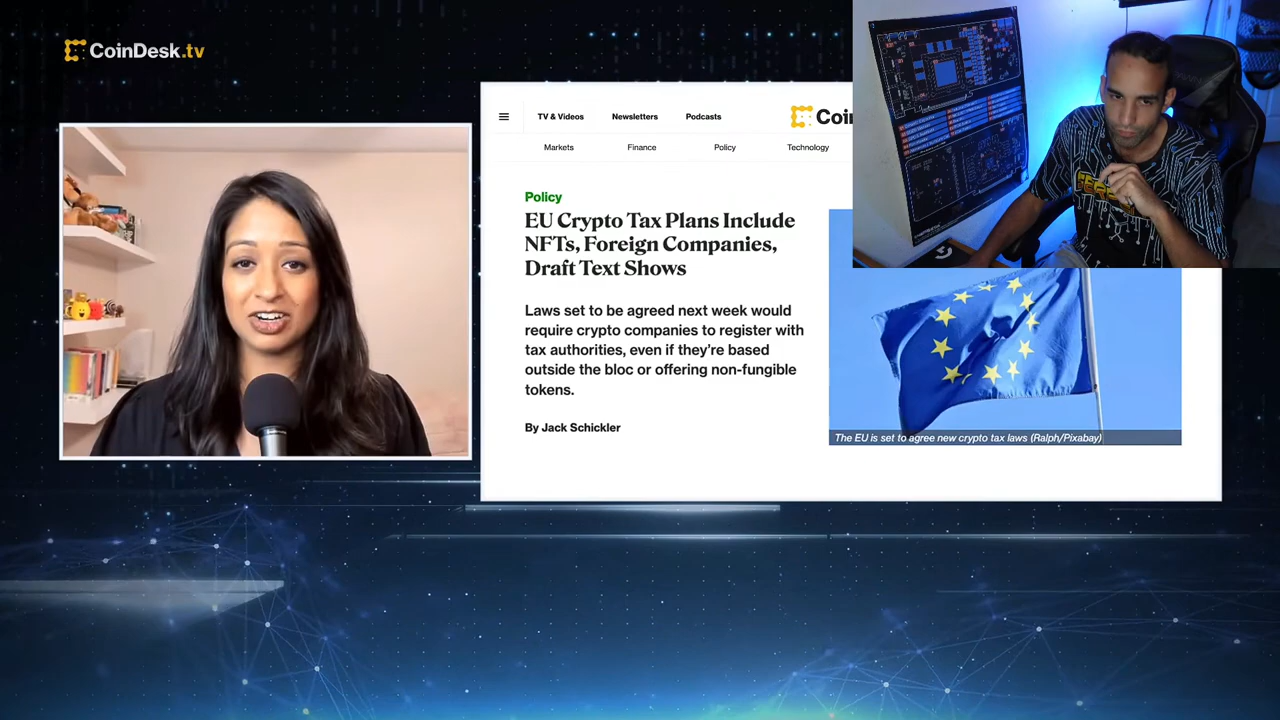 CoinDesk.tv
TV & Videos
Newsletters
Podcasts
Markets
Finance
Policy
Technology
Policy
EU Crypto Tax Plans Include
NFTs, Foreign Companies,
Draft Text Shows
Laws set to be agreed next week would
require crypto companies to register with
tax authorities, even if they're based
outside the bloc or offering non-fungible
tokens.
By Jack Schickler
The EU is set to agree new crypto tax laws (Ralph/Pixabay)